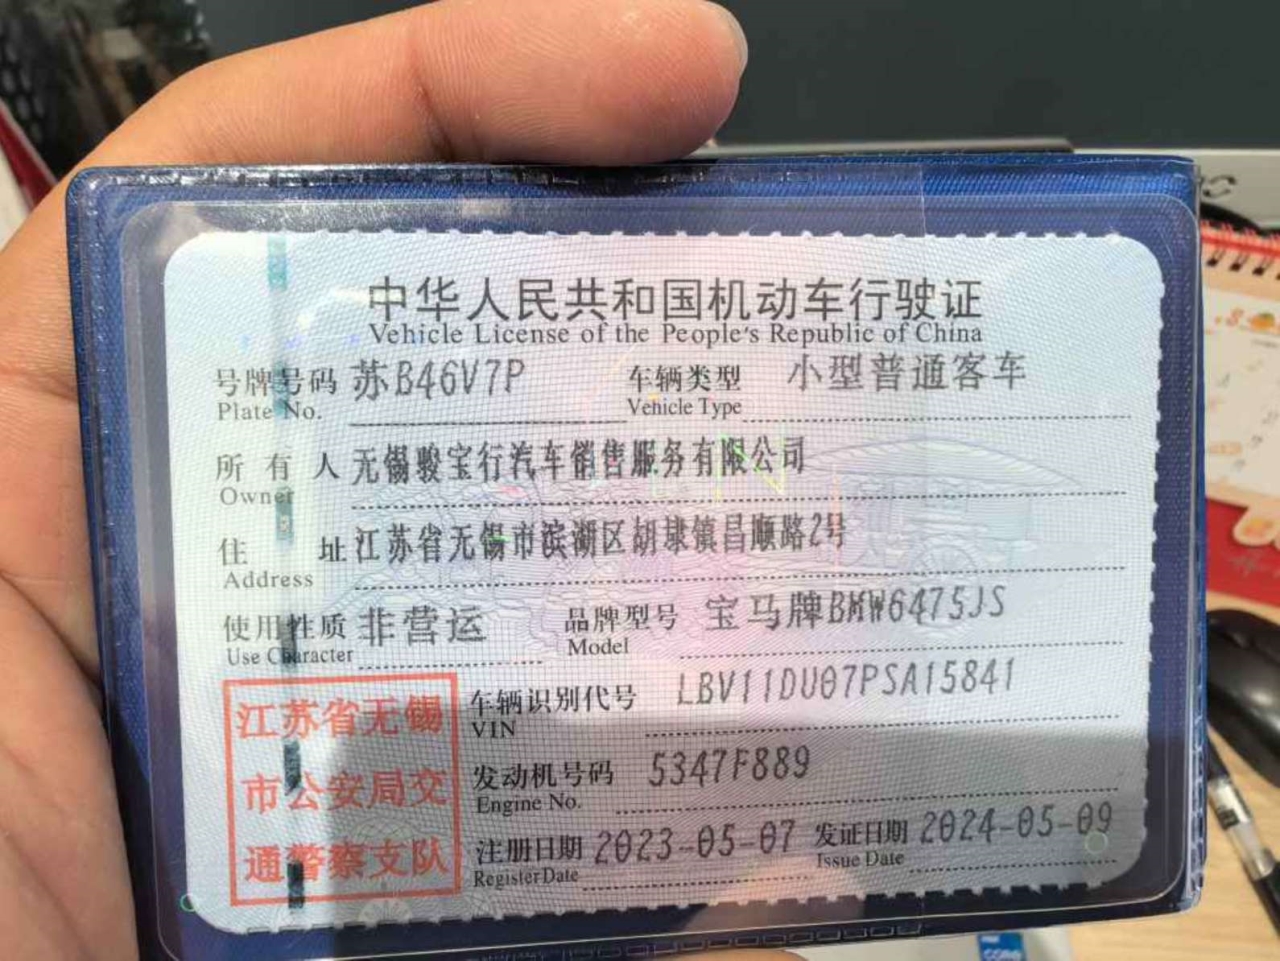 中华人民共和国机动车行驶证
Vehicle License of the People's Republic of China
号牌号码 苏B46V7P 车辆类型 小型普通客车
Plate No. Vehicle Type
所有人 无锡骏宝行汽车销售服务有限公司
Owner
住址 江苏省无锡市滨湖区胡埭镇昌顺路2号
Address
使用性质 非营运 品牌型号 宝马牌BMW6475JS
Use Character Model
江苏省无锡
市公安局交
通警察支队
车辆识别代号 LBV11DU07PSA15841
VIN
发动机号码 5347F889
Engine No.
注册日期 2023-05-07 发证日期 2024-05-09
Register Date Issue Date